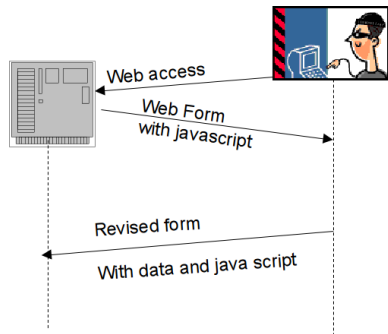 Web access
Web Form
with javascript
Revised form
With data and java script